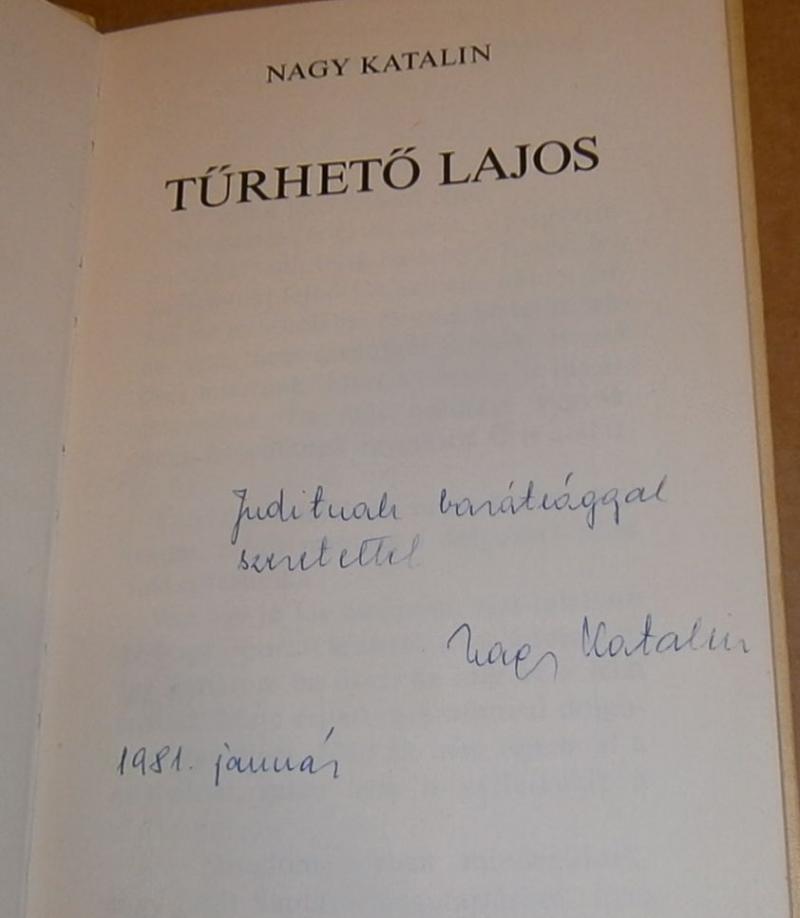 NAGY KATALIN
TŰRHETŐ LAJOS
Juditnak barátsággal
szeretettel
Nagy Katalin
1981. január